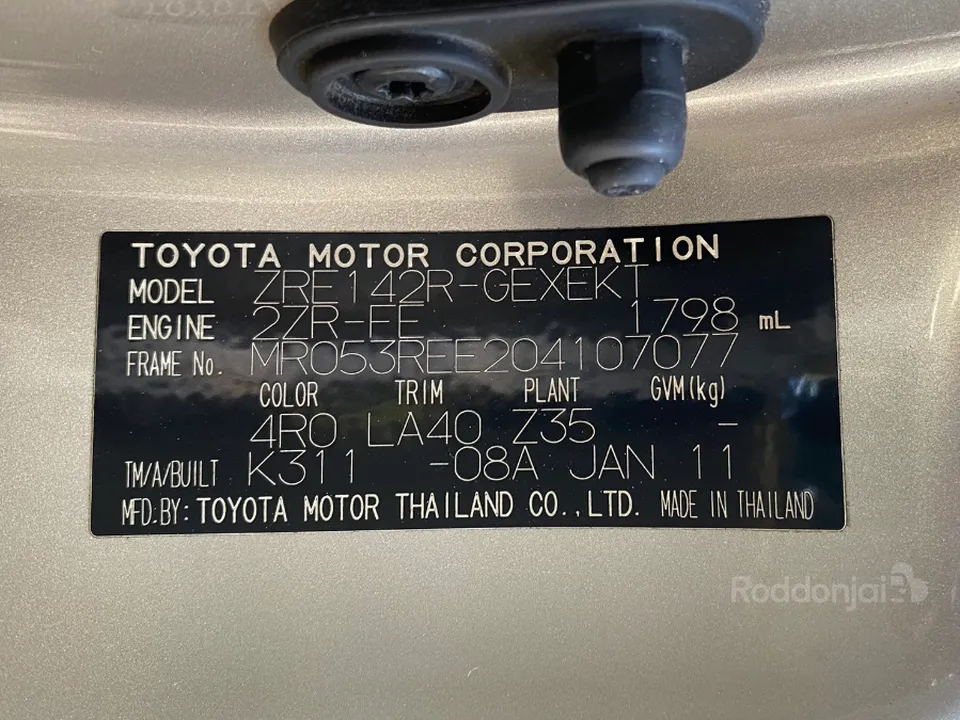 TOYOTA MOTOR CORPORATION
MODEL ZRE142R-GEXEKT
ENGINE 2ZR-FE 1798 mL
FRAME No. MR053REE204107077
COLOR TRIM PLANT GVM(kg)
4R0 LA40 Z35 -
TM/A/BUILT K311 -08A JAN 11
MFD.BY: TOYOTA MOTOR THAILAND CO.,LTD. MADE IN THAILAND
Roddonjai